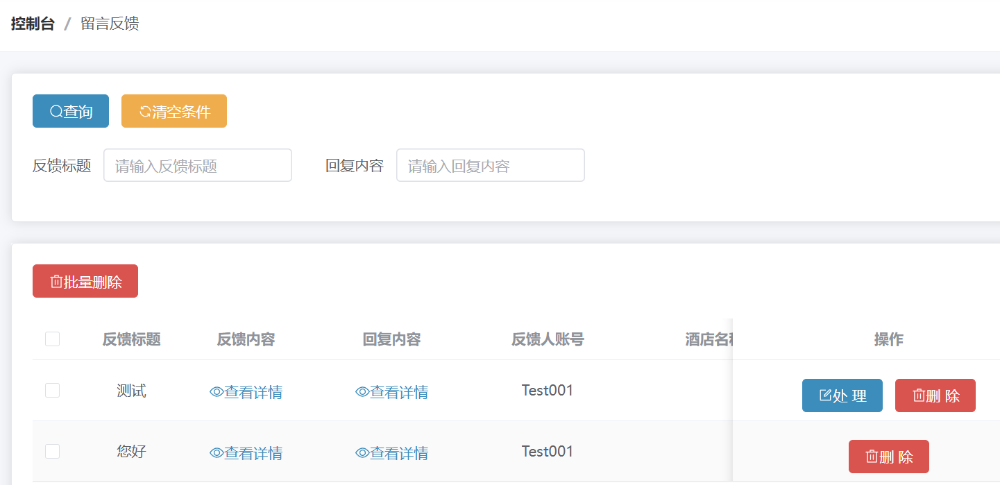 控制台 / 留言反馈
查询 清空条件
反馈标题 请输入反馈标题 回复内容 请输入回复内容
批量删除
反馈标题 反馈内容 回复内容 反馈人账号 酒店名 操作
测试 查看详情 查看详情 Test001 处 理 删 除
您好 查看详情 查看详情 Test001 删 除